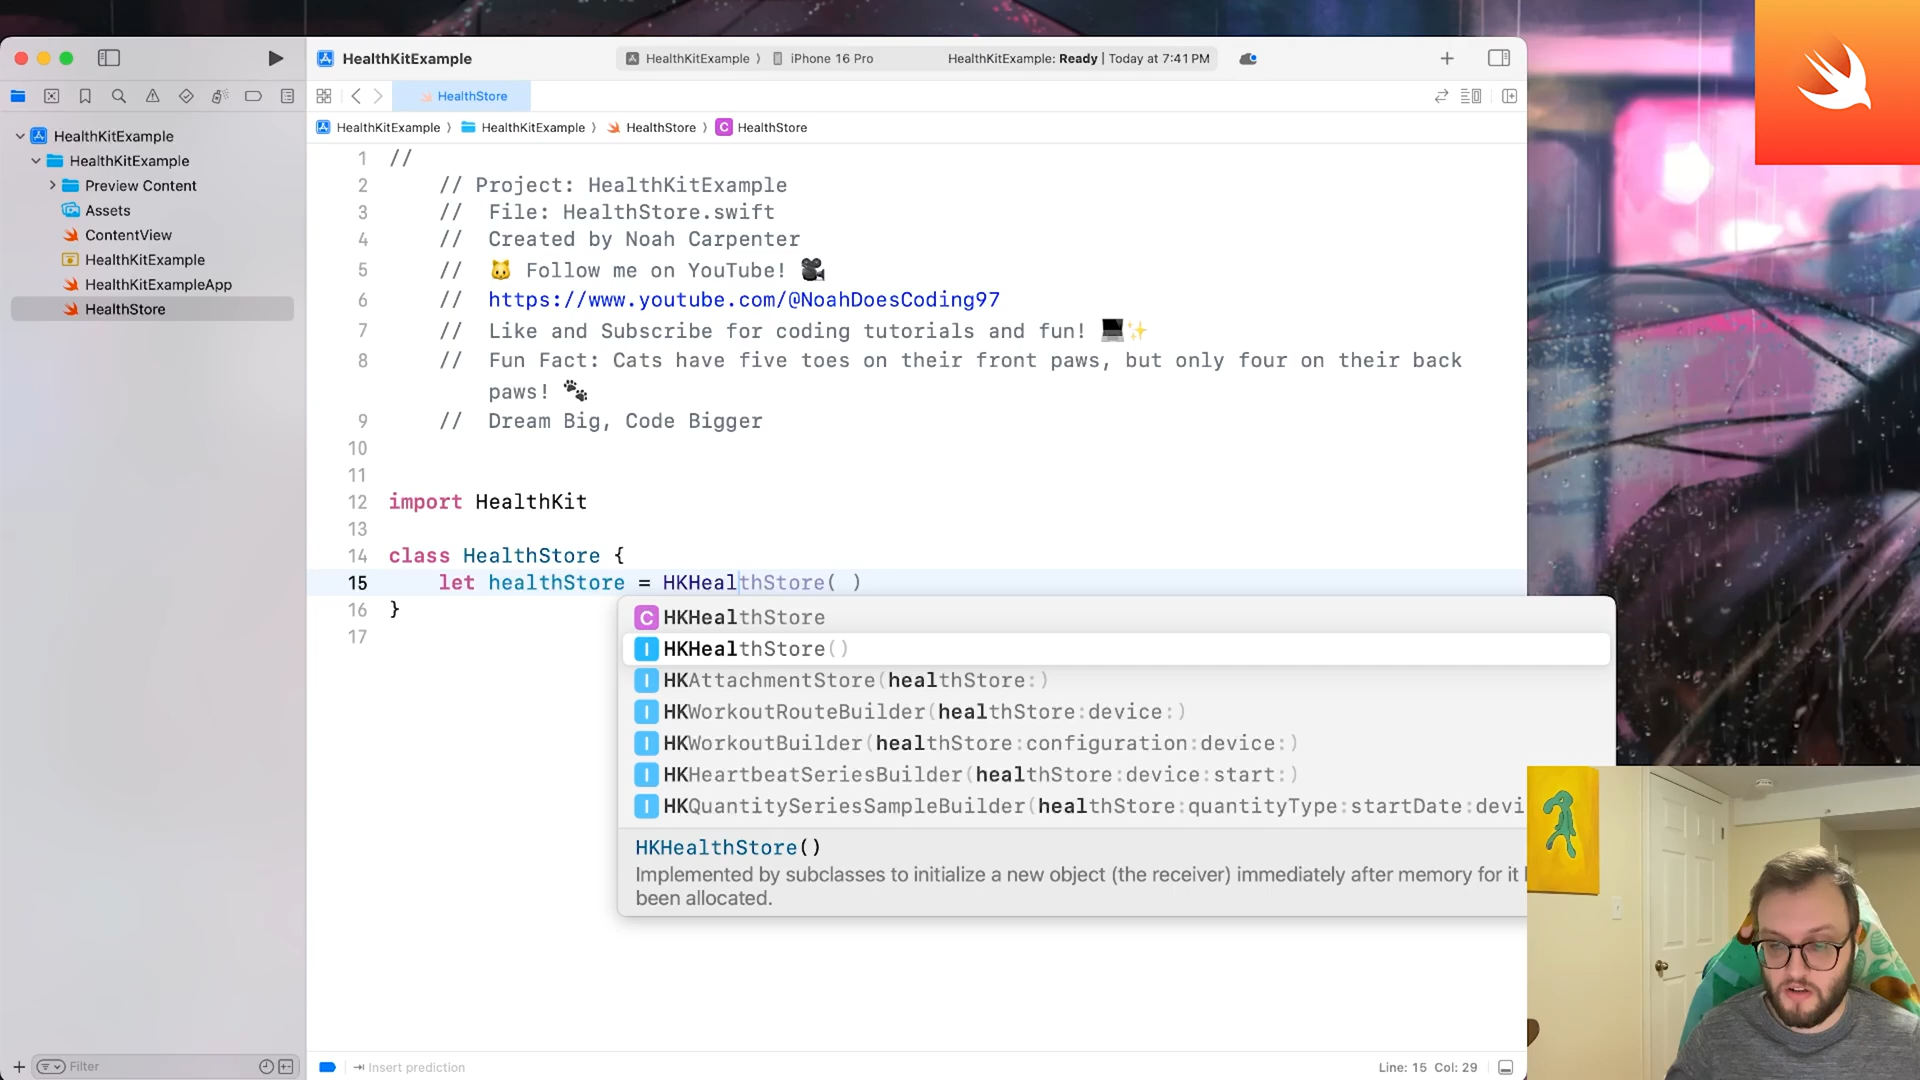 HealthKitExample
HealthKitExample 〉 iPhone 16 Pro
HealthKitExample: Ready | Today at 7:41 PM
HealthStore
HealthKitExample 〉 HealthKitExample 〉 HealthStore 〉 C HealthStore
HealthKitExample
HealthKitExample
Preview Content
Assets
ContentView
HealthKitExample
HealthKitExampleApp
HealthStore
Filter
1 //
2 // Project: HealthKitExample
3 // File: HealthStore.swift
4 // Created by Noah Carpenter
5 // 🐱 Follow me on YouTube! 🎥
6 // https://www.youtube.com/@NoahDoesCoding97
7 // Like and Subscribe for coding tutorials and fun! 💻✨
8 // Fun Fact: Cats have five toes on their front paws, but only four on their back
paws! 🐾
9 // Dream Big, Code Bigger
10
11
12 import HealthKit
13
14 class HealthStore {
15 let healthStore = HKHealthStore( )
16 }
17
C HKHealthStore
I HKHealthStore()
I HKAttachmentStore(healthStore:)
I HKWorkoutRouteBuilder(healthStore:device:)
I HKWorkoutBuilder(healthStore:configuration:device:)
I HKHeartbeatSeriesBuilder(healthStore:device:start:)
I HKQuantitySeriesSampleBuilder(healthStore:quantityType:startDate:devi
HKHealthStore()
Implemented by subclasses to initialize a new object (the receiver) immediately after memory for it
been allocated.
Insert prediction
Line: 15 Col: 29